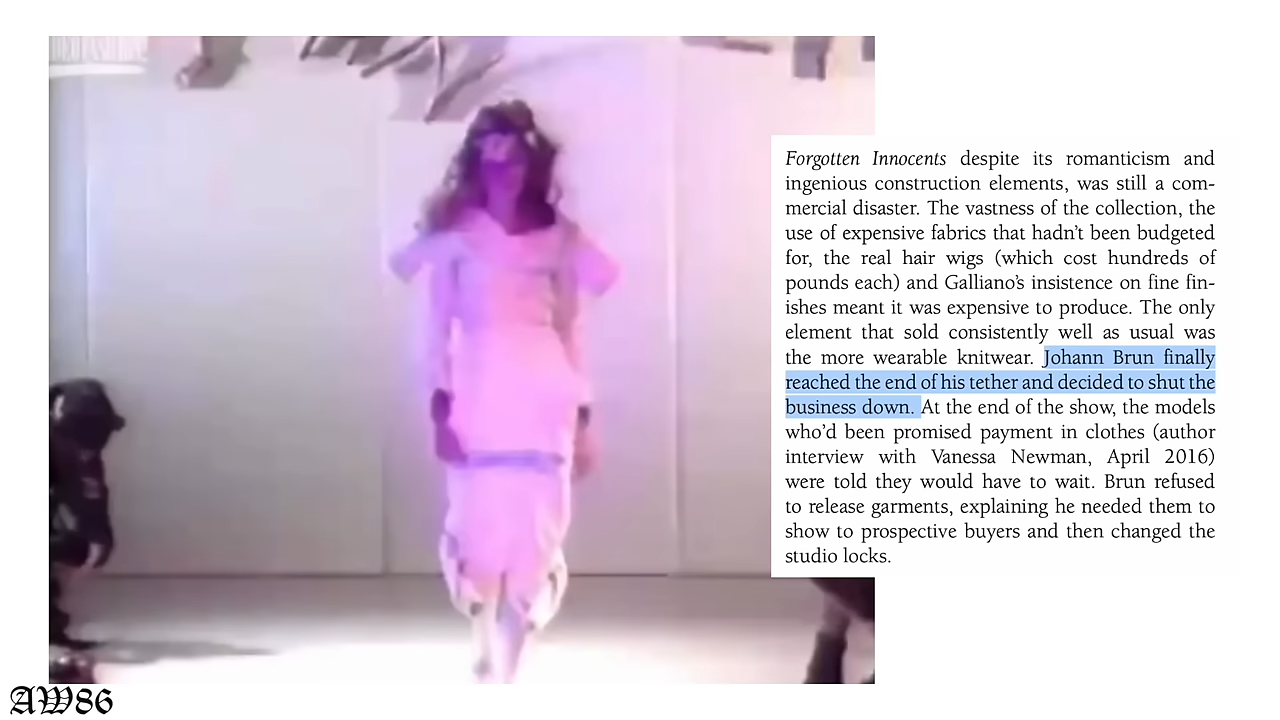 Forgotten Innocents despite its romanticism and
ingenious construction elements, was still a com-
mercial disaster. The vastness of the collection, the
use of expensive fabrics that hadn’t been budgeted
for, the real hair wigs (which cost hundreds of
pounds each) and Galliano’s insistence on fine fin-
ishes meant it was expensive to produce. The only
element that sold consistently well as usual was
the more wearable knitwear. Johann Brun finally
reached the end of his tether and decided to shut the
business down. At the end of the show, the models
who’d been promised payment in clothes (author
interview with Vanessa Newman, April 2016)
were told they would have to wait. Brun refused
to release garments, explaining he needed them to
show to prospective buyers and then changed the
studio locks.
AW86